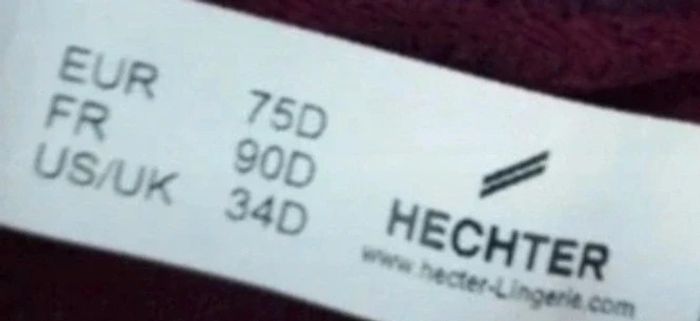 EUR 75D
FR 90D
US/UK 34D
HECHTER
www.hecter-Lingerie.com